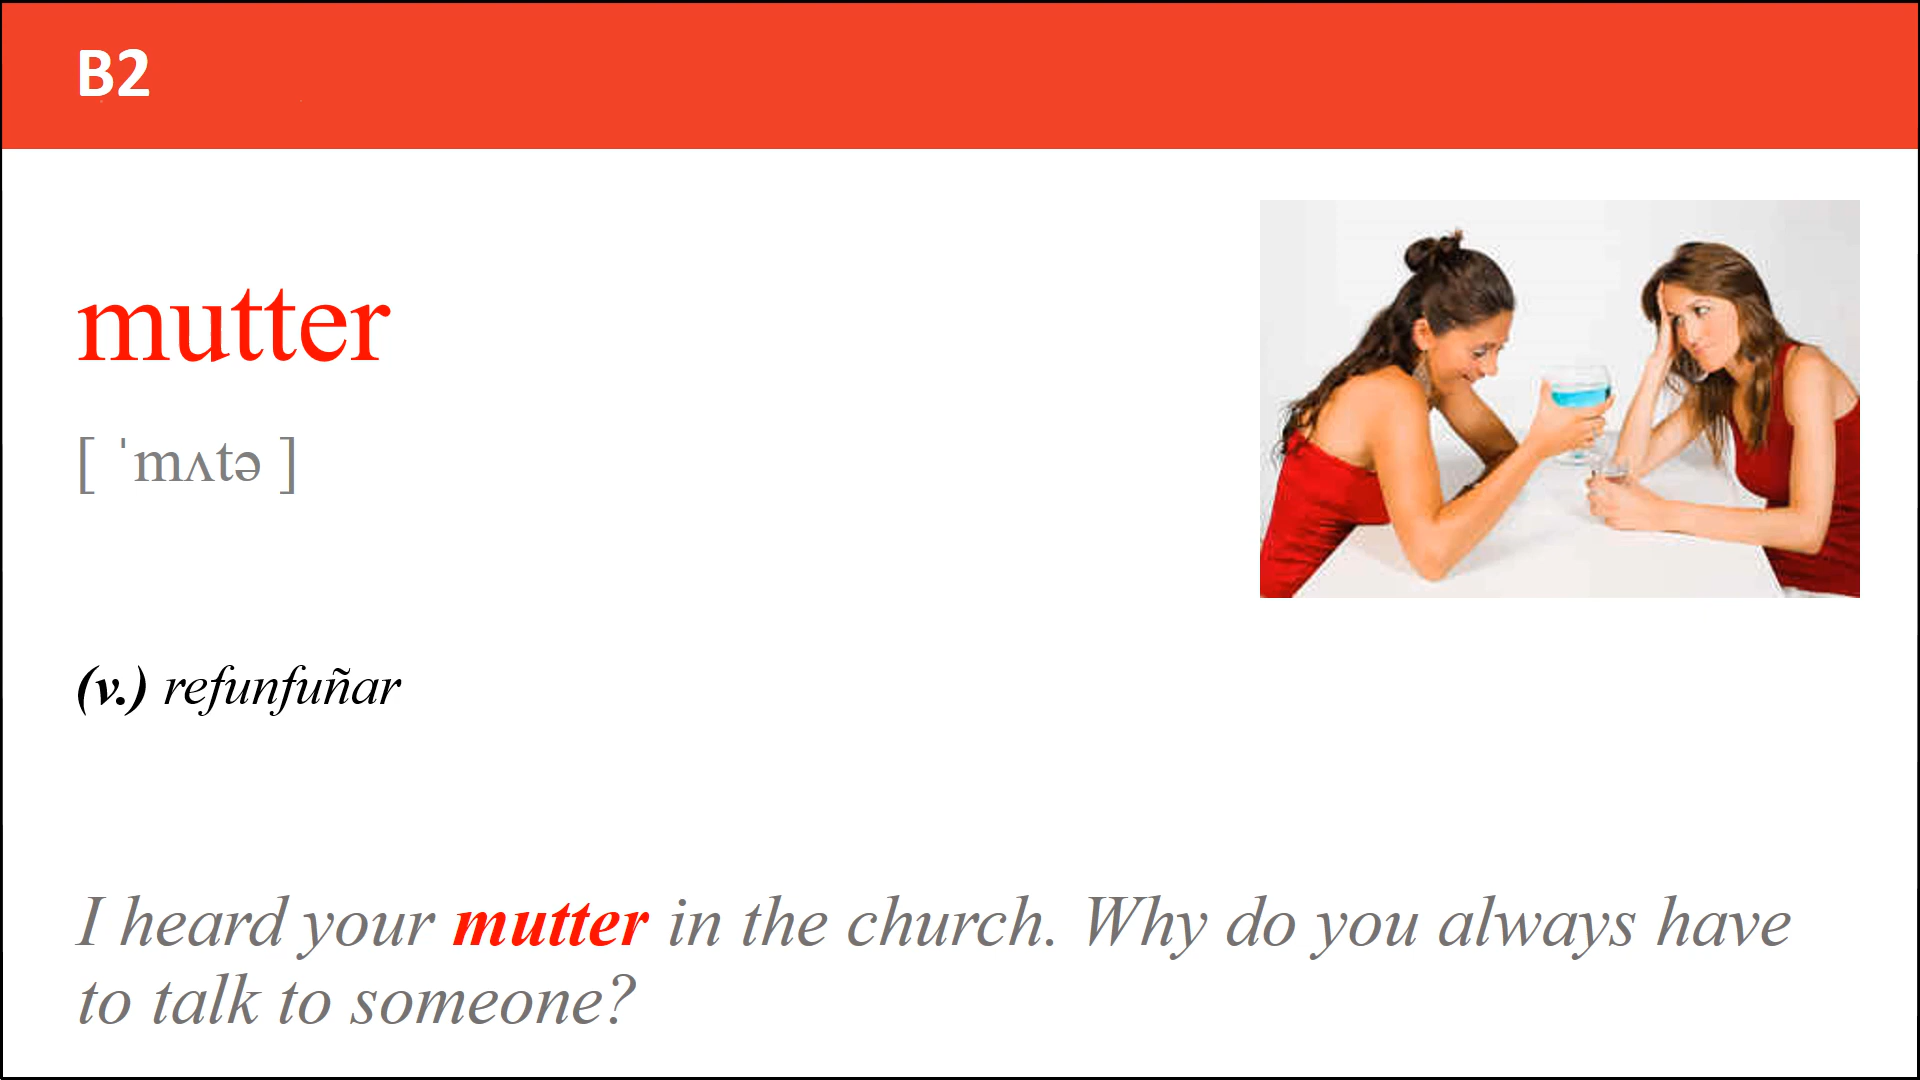 B2
mutter
[ ˈmʌtə ]
(v.) refunfuñar
I heard your mutter in the church. Why do you always have
to talk to someone?